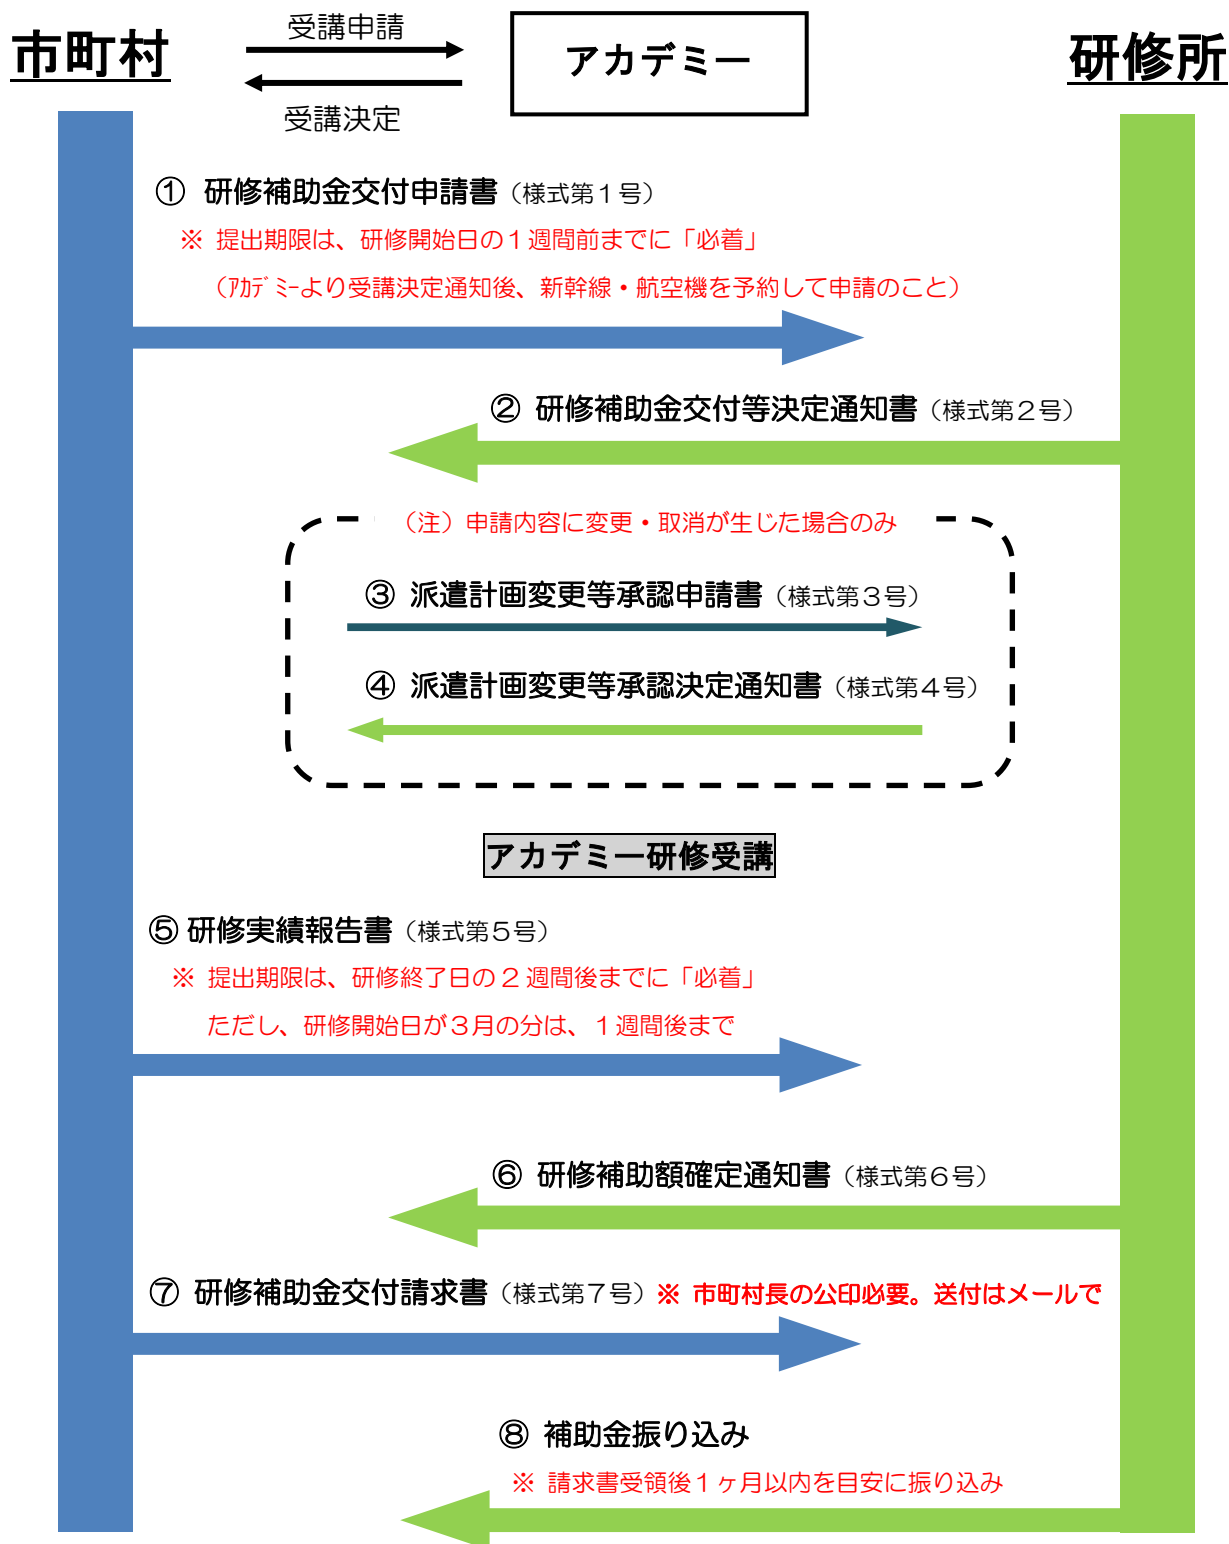 市町村
受講申請
受講決定
アカデミー
研修所
① 研修補助金交付申請書（様式第１号）
※ 提出期限は、研修開始日の１週間前までに「必着」
（ｱｶﾃﾞﾐｰより受講決定通知後、新幹線・航空機を予約して申請のこと）
② 研修補助金交付等決定通知書（様式第２号）
（注）申請内容に変更・取消が生じた場合のみ
③ 派遣計画変更等承認申請書（様式第３号）
④ 派遣計画変更等承認決定通知書（様式第４号）
アカデミー研修受講
⑤ 研修実績報告書（様式第５号）
※ 提出期限は、研修終了日の２週間後までに「必着」
ただし、研修開始日が３月の分は、１週間後まで
⑥ 研修補助額確定通知書（様式第６号）
⑦ 研修補助金交付請求書（様式第７号）※ 市町村長の公印必要。送付はメールで
⑧ 補助金振り込み
※ 請求書受領後１ヶ月以内を目安に振り込み